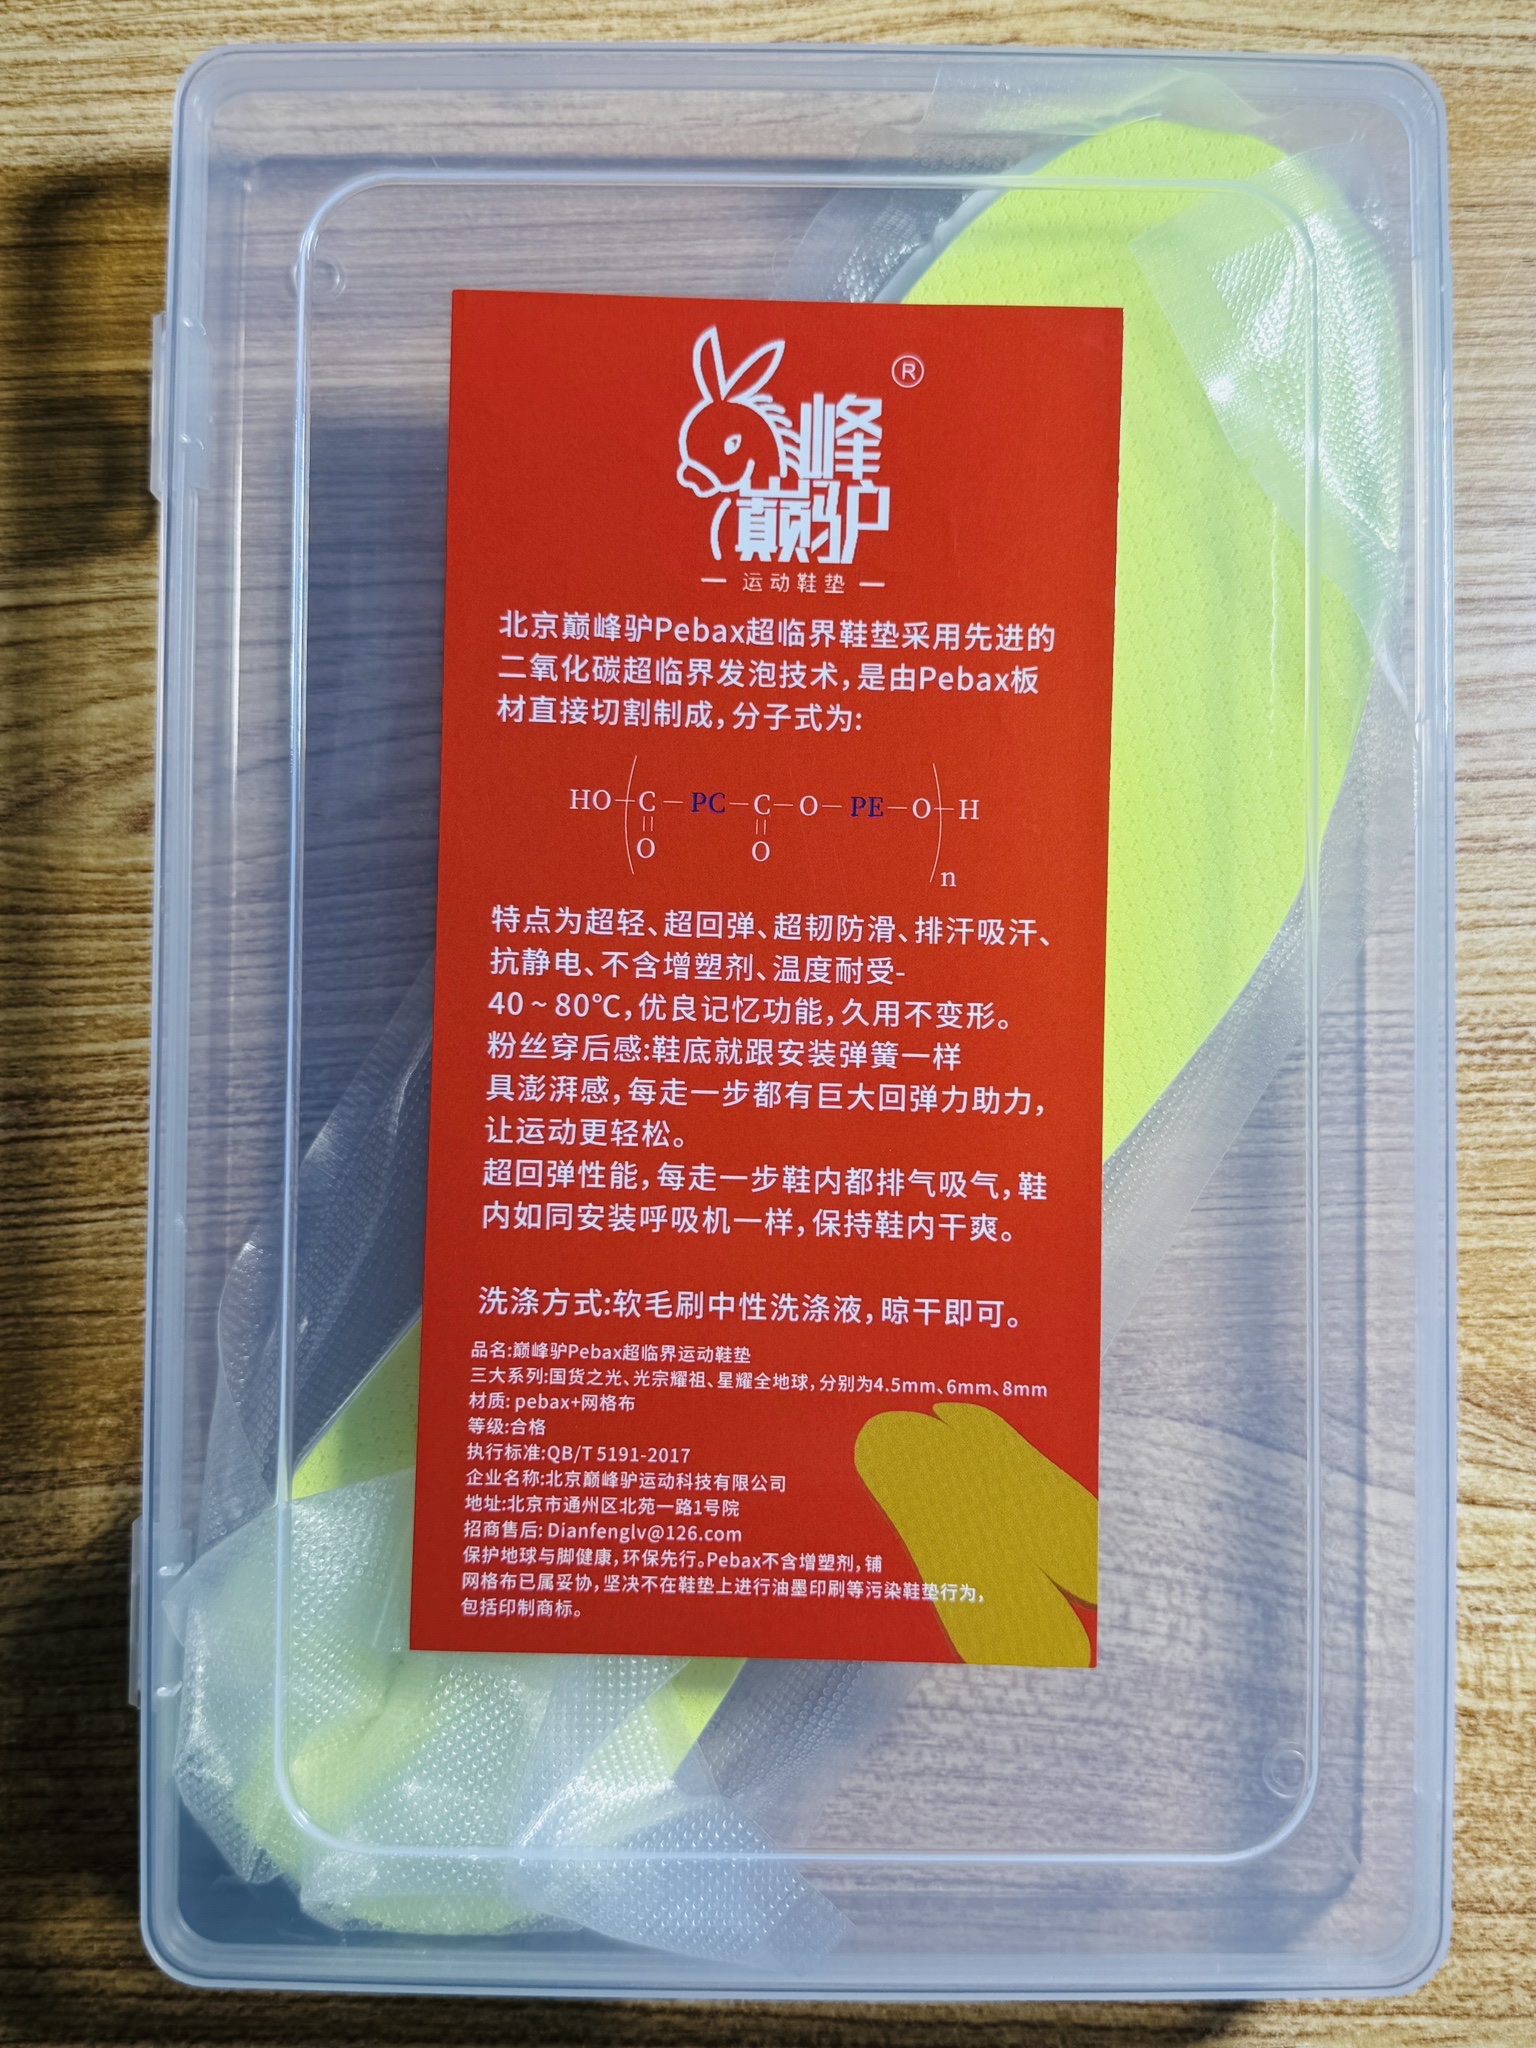 ®
峰
巅驴
运动鞋垫
北京巅峰驴Pebax超临界鞋垫采用先进的
二氧化碳超临界发泡技术，是由Pebax板
材直接切割制成，分子式为:
HO—C—PC—C—O—PE—O—H
O O
n
特点为超轻、超回弹、超韧防滑、排汗吸汗、
抗静电、不含增塑剂、温度耐受-
40~80℃，优良记忆功能，久用不变形。
粉丝穿后感:鞋底就跟安装弹簧一样
具澎湃感，每走一步都有巨大回弹力助力，
让运动更轻松。
超回弹性能，每走一步鞋内都排气吸气，鞋
内如同安装呼吸机一样，保持鞋内干爽。
洗涤方式:软毛刷中性洗涤液，晾干即可。
品名:巅峰驴Pebax超临界运动鞋垫
三大系列:国货之光、光宗耀祖、星耀全地球，分别为4.5mm、6mm、8mm
材质: pebax+网格布
等级:合格
执行标准:QB/T 5191-2017
企业名称:北京巅峰驴运动科技有限公司
地址:北京市通州区北苑一路1号院
招商售后: Dianfenglv@126.com
保护地球与脚健康，环保先行。Pebax不含增塑剂，铺
网格布已属妥协，坚决不在鞋垫上进行油墨印刷等污染鞋垫行为，
包括印制商标。